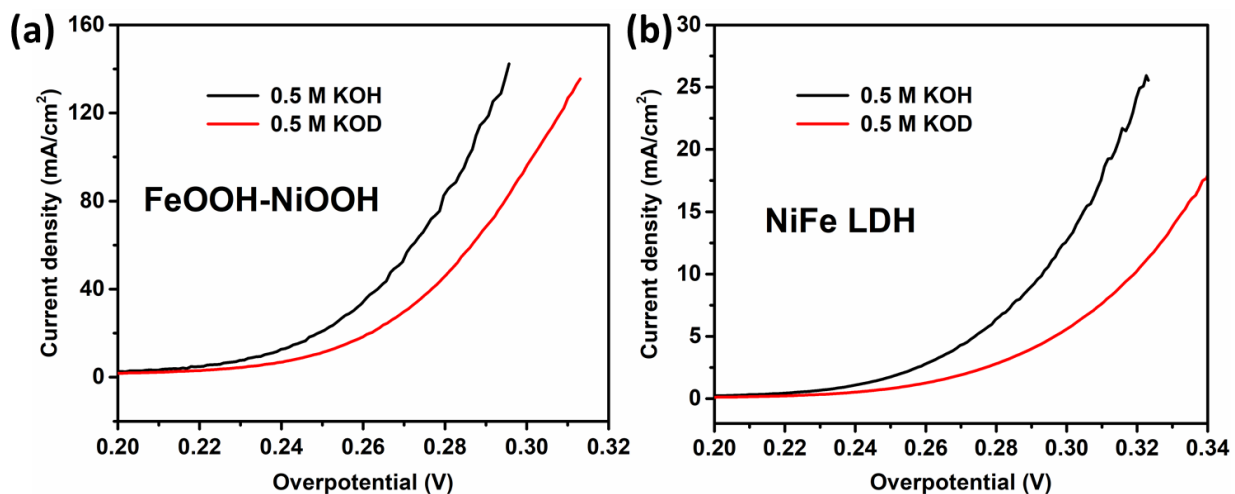 (a)
Current density (mA/cm²)
160
120
80
40
0
0.5 M KOH
0.5 M KOD
FeOOH-NiOOH
0.20 0.22 0.24 0.26 0.28 0.30 0.32
Overpotential (V)
(b)
Current density (mA/cm²)
30
25
20
15
10
5
0
0.5 M KOH
0.5 M KOD
NiFe LDH
0.20 0.22 0.24 0.26 0.28 0.30 0.32 0.34
Overpotential (V)